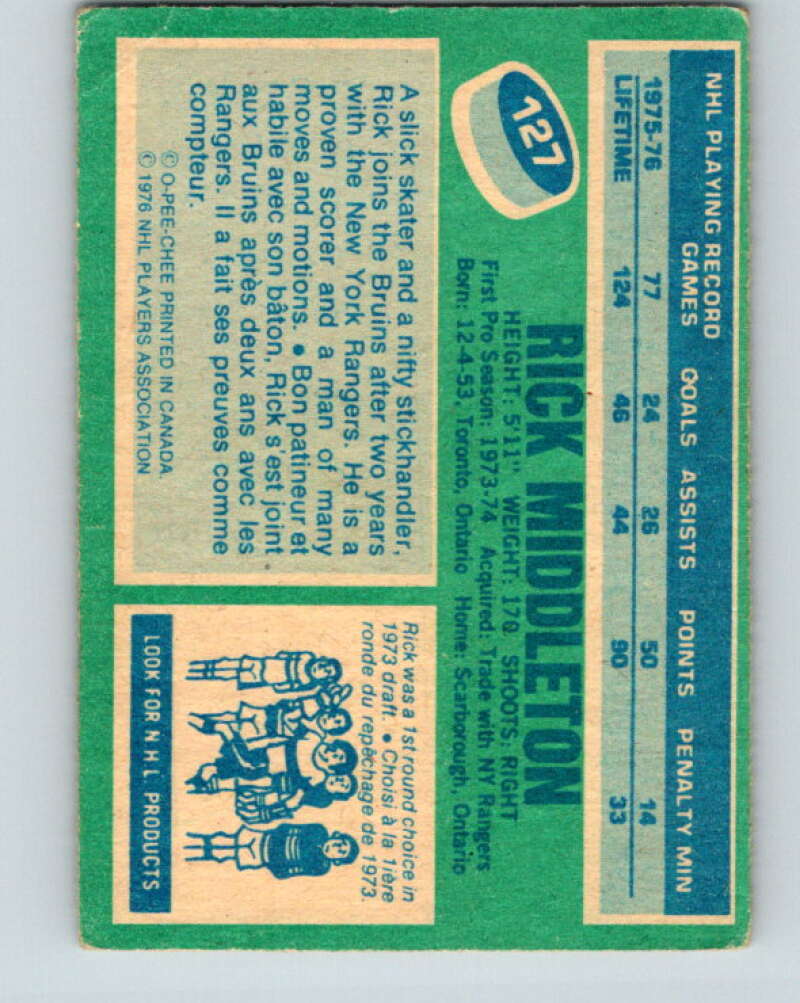 NHL PLAYING RECORD
GAMES GOALS ASSISTS POINTS PENALTY MIN
1975-76 77 24 26 50 14
LIFETIME 124 46 44 90 33
127
RICK MIDDLETON
HEIGHT: 5'11" WEIGHT: 170 SHOOTS: RIGHT
First Pro Season: 1973-74 Acquired: Trade with NY Rangers
Born: 12-4-53, Toronto, Ontario Home: Scarborough, Ontario
A slick skater and a nifty stickhandler,
Rick joins the Bruins after two years
with the New York Rangers. He is a
proven scorer and a man of many
moves and motions. • Bon patineur et
habile avec son bâton, Rick s'est joint
aux Bruins après deux ans avec les
Rangers. Il a fait ses preuves comme
compteur.
© O-PEE-CHEE PRINTED IN CANADA.
© 1976 NHL PLAYERS ASSOCIATION
Rick was a 1st round choice in
1973 draft. • Choisi à la 1ière
ronde du repêchage de 1973.
LOOK FOR NHL PRODUCTS